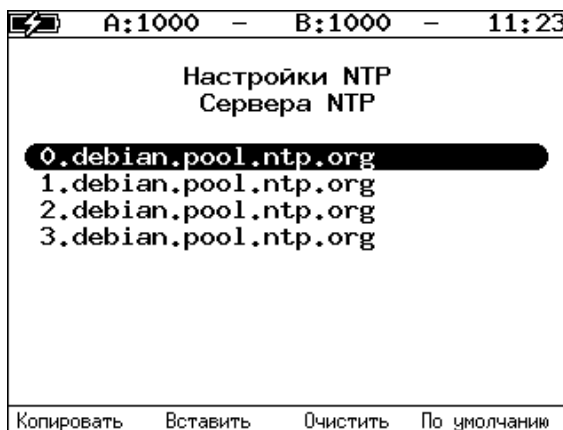 A:1000 – B:1000 – 11:23
Настройки NTP
Сервера NTP
0.debian.pool.ntp.org
1.debian.pool.ntp.org
2.debian.pool.ntp.org
3.debian.pool.ntp.org
Копировать Вставить Очистить По умолчанию